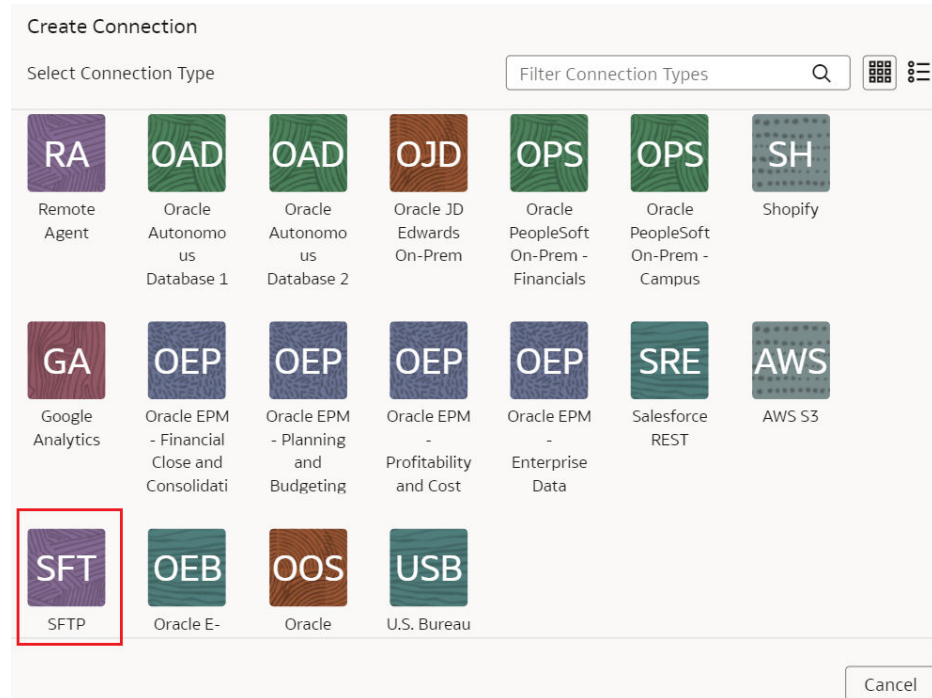 Create Connection
Select Connection Type
Filter Connection Types
RA
OAD
OAD
OJD
OPS
OPS
SH
Remote
Agent
Oracle
Autonomo
us
Database 1
Oracle
Autonomo
us
Database 2
Oracle JD
Edwards
On-Prem
Oracle
PeopleSoft
On-Prem -
Financials
Oracle
PeopleSoft
On-Prem -
Campus
Shopify
GA
OEP
OEP
OEP
OEP
SRE
AWS
Google
Analytics
Oracle EPM
- Financial
Close and
Consolidati
Oracle EPM
- Planning
and
Budgeting
Oracle EPM
-
Profitability
and Cost
Oracle EPM
-
Enterprise
Data
Salesforce
REST
AWS S3
SFT
OEB
OOS
USB
SFTP
Oracle E-
Oracle
U.S. Bureau
Cancel